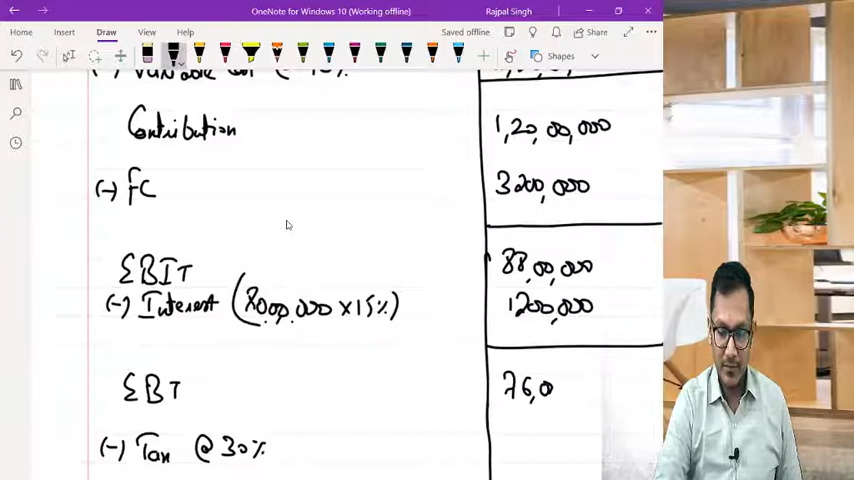 OneNote for Windows 10 (Working offline)
Rajpal Singh
Home Insert Draw View Help
Saved offline Share
Shapes
Contribution 1,20,00,000
(-) FC 3200,000
EBIT 88,00,000
(-) Interest (8000,000 x 15%) 1200,000
EBT 76,0
(-) Tax @ 30%